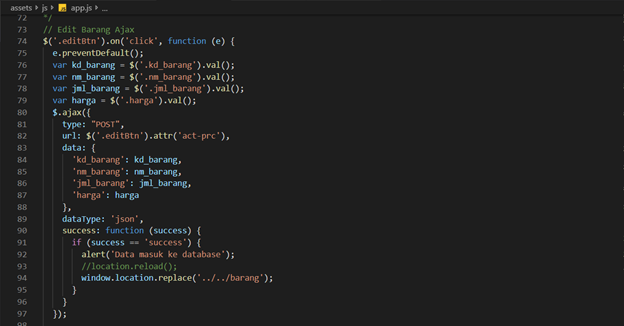 assets > js > JS app.js > ...
72 */
73 // Edit Barang Ajax
74 $('.editBtn').on('click', function (e) {
75 e.preventDefault();
76 var kd_barang = $('.kd_barang').val();
77 var nm_barang = $('.nm_barang').val();
78 var jml_barang = $('.jml_barang').val();
79 var harga = $('.harga').val();
80 $.ajax({
81 type: "POST",
82 url: $('.editBtn').attr('act-prc'),
83 data: {
84 'kd_barang': kd_barang,
85 'nm_barang': nm_barang,
86 'jml_barang': jml_barang,
87 'harga': harga
88 },
89 dataType: 'json',
90 success: function (success) {
91 if (success == 'success') {
92 alert('Data masuk ke database');
93 //location.reload();
94 window.location.replace('../../barang');
95 }
96 }
97 });
98